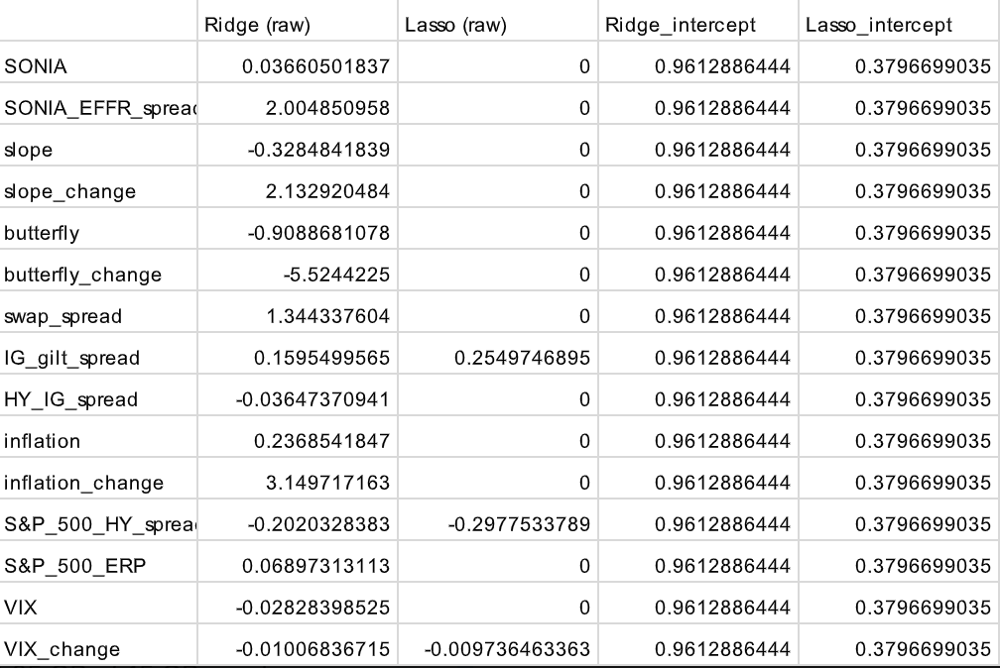 Ridge (raw) Lasso (raw) Ridge_intercept Lasso_intercept
SONIA 0.03660501837 0 0.9612886444 0.3796699035
SONIA_EFFR_spread 2.004850958 0 0.9612886444 0.3796699035
slope -0.3284841839 0 0.9612886444 0.3796699035
slope_change 2.132920484 0 0.9612886444 0.3796699035
butterfly -0.9088681078 0 0.9612886444 0.3796699035
butterfly_change -5.5244225 0 0.9612886444 0.3796699035
swap_spread 1.344337604 0 0.9612886444 0.3796699035
IG_gilt_spread 0.1595499565 0.2549746895 0.9612886444 0.3796699035
HY_IG_spread -0.03647370941 0 0.9612886444 0.3796699035
inflation 0.2368541847 0 0.9612886444 0.3796699035
inflation_change 3.149717163 0 0.9612886444 0.3796699035
S&P_500_HY_sprea -0.2020328383 -0.2977533789 0.9612886444 0.3796699035
S&P_500_ERP 0.06897313113 0 0.9612886444 0.3796699035
VIX -0.02828398525 0 0.9612886444 0.3796699035
VIX_change -0.01006836715 -0.009736463363 0.9612886444 0.3796699035